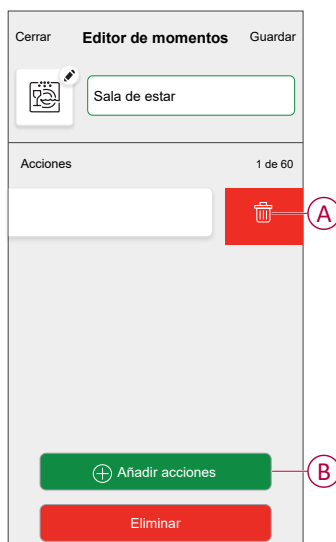 Cerrar Editor de momentos Guardar
Sala de estar
Acciones 1 de 60
A
Añadir acciones
B
Eliminar